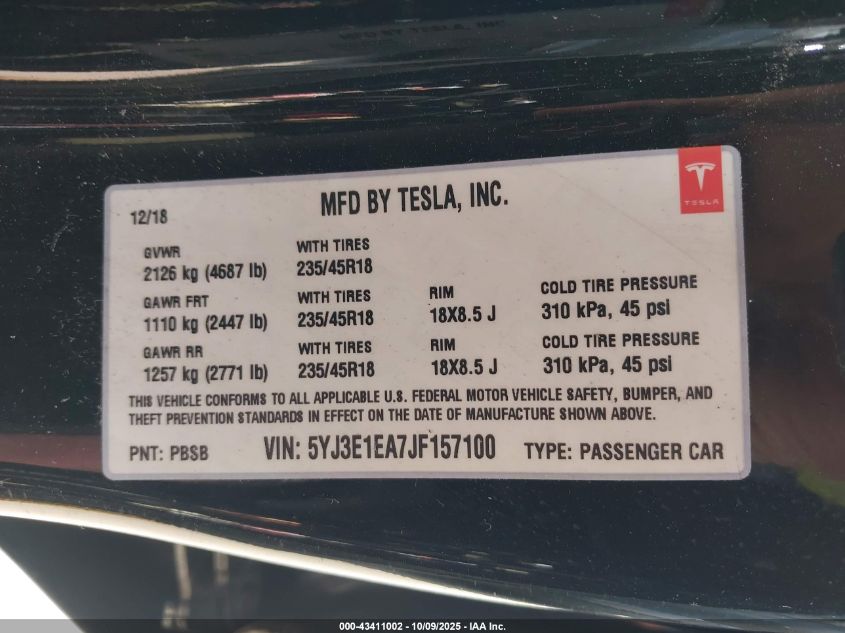 MFD BY TESLA, INC.
12/18
TESLA
GVWR WITH TIRES
2126 kg (4687 lb) 235/45R18
GAWR FRT WITH TIRES RIM COLD TIRE PRESSURE
1110 kg (2447 lb) 235/45R18 18X8.5 J 310 kPa, 45 psi
GAWR RR WITH TIRES RIM COLD TIRE PRESSURE
1257 kg (2771 lb) 235/45R18 18X8.5 J 310 kPa, 45 psi
THIS VEHICLE CONFORMS TO ALL APPLICABLE U.S. FEDERAL MOTOR VEHICLE SAFETY, BUMPER, AND
THEFT PREVENTION STANDARDS IN EFFECT ON THE DATE OF MANUFACTURE SHOWN ABOVE.
PNT: PBSB VIN: 5YJ3E1EA7JF157100 TYPE: PASSENGER CAR
000-43411002 - 10/09/2025 - IAA Inc.